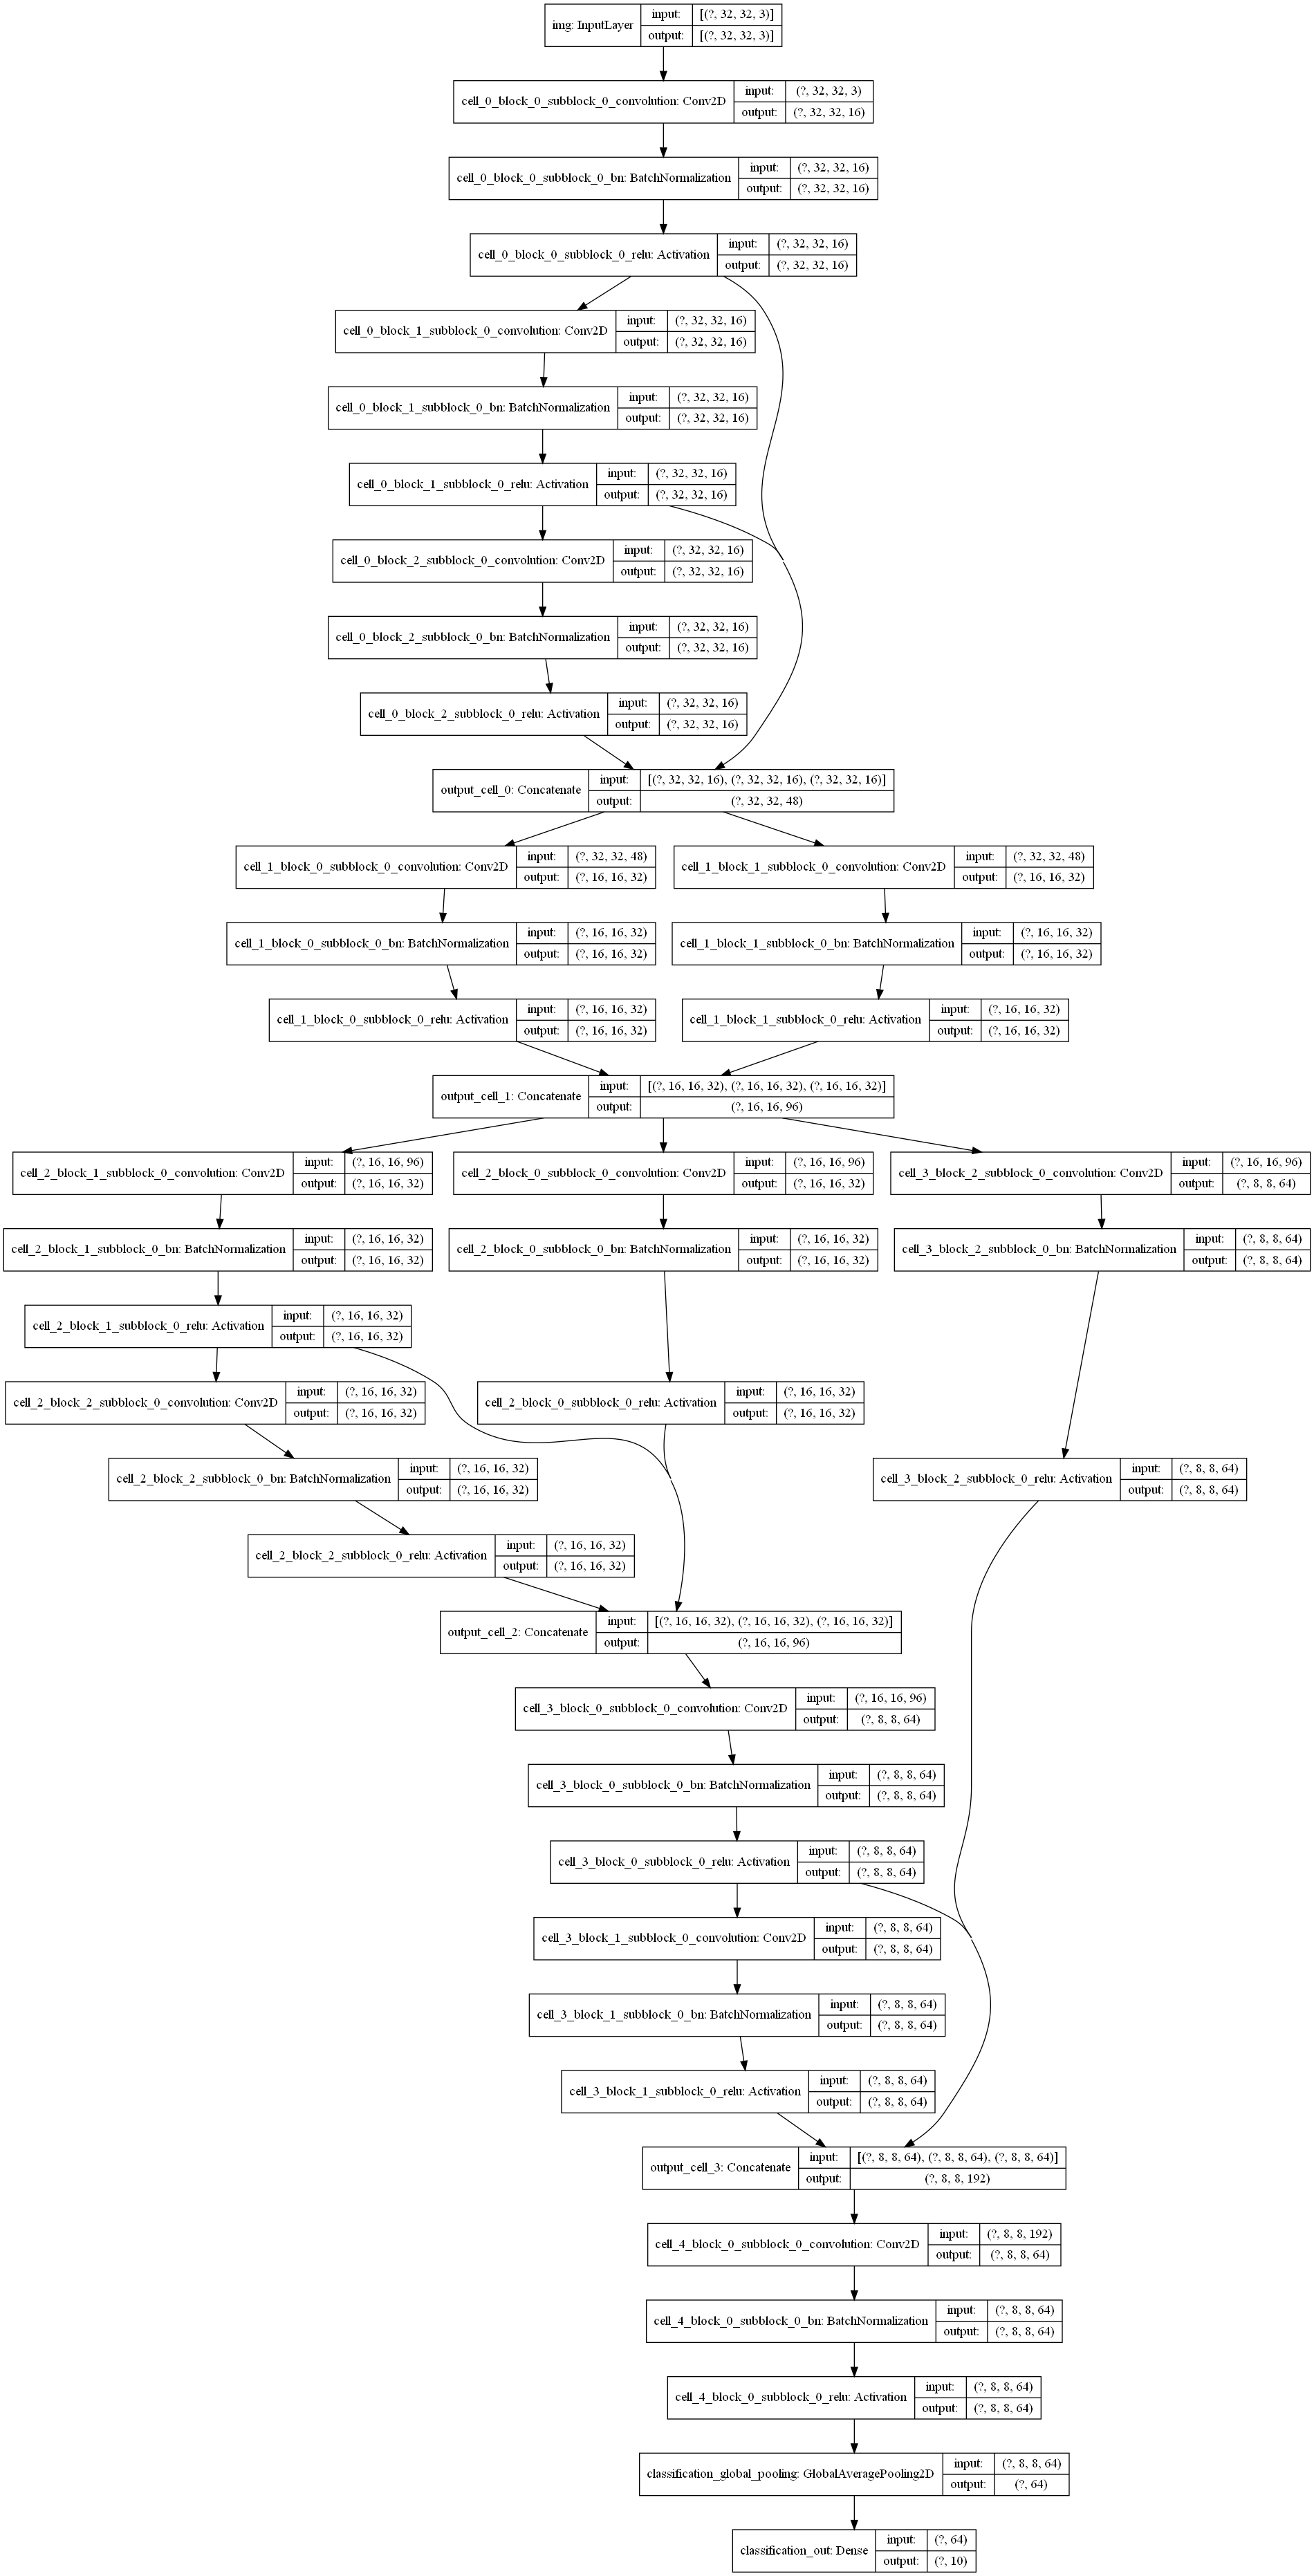 img: InputLayer
input: [(?, 32, 32, 3)]
output: [(?, 32, 32, 3)]
cell_0_block_0_subblock_0_convolution: Conv2D
input: (?, 32, 32, 3)
output: (?, 32, 32, 16)
cell_0_block_0_subblock_0_bn: BatchNormalization
input: (?, 32, 32, 16)
output: (?, 32, 32, 16)
cell_0_block_0_subblock_0_relu: Activation
input: (?, 32, 32, 16)
output: (?, 32, 32, 16)
cell_0_block_1_subblock_0_convolution: Conv2D
input: (?, 32, 32, 16)
output: (?, 32, 32, 16)
cell_0_block_1_subblock_0_bn: BatchNormalization
input: (?, 32, 32, 16)
output: (?, 32, 32, 16)
cell_0_block_1_subblock_0_relu: Activation
input: (?, 32, 32, 16)
output: (?, 32, 32, 16)
cell_0_block_2_subblock_0_convolution: Conv2D
input: (?, 32, 32, 16)
output: (?, 32, 32, 16)
cell_0_block_2_subblock_0_bn: BatchNormalization
input: (?, 32, 32, 16)
output: (?, 32, 32, 16)
cell_0_block_2_subblock_0_relu: Activation
input: (?, 32, 32, 16)
output: (?, 32, 32, 16)
output_cell_0: Concatenate
input: [(?, 32, 32, 16), (?, 32, 32, 16), (?, 32, 32, 16)]
output: (?, 32, 32, 48)
cell_1_block_0_subblock_0_convolution: Conv2D
input: (?, 32, 32, 48)
output: (?, 16, 16, 32)
cell_1_block_1_subblock_0_convolution: Conv2D
input: (?, 32, 32, 48)
output: (?, 16, 16, 32)
cell_1_block_0_subblock_0_bn: BatchNormalization
input: (?, 16, 16, 32)
output: (?, 16, 16, 32)
cell_1_block_1_subblock_0_bn: BatchNormalization
input: (?, 16, 16, 32)
output: (?, 16, 16, 32)
cell_1_block_0_subblock_0_relu: Activation
input: (?, 16, 16, 32)
output: (?, 16, 16, 32)
cell_1_block_1_subblock_0_relu: Activation
input: (?, 16, 16, 32)
output: (?, 16, 16, 32)
output_cell_1: Concatenate
input: [(?, 16, 16, 32), (?, 16, 16, 32), (?, 16, 16, 32)]
output: (?, 16, 16, 96)
cell_2_block_1_subblock_0_convolution: Conv2D
input: (?, 16, 16, 96)
output: (?, 16, 16, 32)
cell_2_block_0_subblock_0_convolution: Conv2D
input: (?, 16, 16, 96)
output: (?, 16, 16, 32)
cell_3_block_2_subblock_0_convolution: Conv2D
input: (?, 16, 16, 96)
output: (?, 8, 8, 64)
cell_2_block_1_subblock_0_bn: BatchNormalization
input: (?, 16, 16, 32)
output: (?, 16, 16, 32)
cell_2_block_0_subblock_0_bn: BatchNormalization
input: (?, 16, 16, 32)
output: (?, 16, 16, 32)
cell_3_block_2_subblock_0_bn: BatchNormalization
input: (?, 8, 8, 64)
output: (?, 8, 8, 64)
cell_2_block_1_subblock_0_relu: Activation
input: (?, 16, 16, 32)
output: (?, 16, 16, 32)
cell_2_block_2_subblock_0_convolution: Conv2D
input: (?, 16, 16, 32)
output: (?, 16, 16, 32)
cell_2_block_0_subblock_0_relu: Activation
input: (?, 16, 16, 32)
output: (?, 16, 16, 32)
cell_2_block_2_subblock_0_bn: BatchNormalization
input: (?, 16, 16, 32)
output: (?, 16, 16, 32)
cell_3_block_2_subblock_0_relu: Activation
input: (?, 8, 8, 64)
output: (?, 8, 8, 64)
cell_2_block_2_subblock_0_relu: Activation
input: (?, 16, 16, 32)
output: (?, 16, 16, 32)
output_cell_2: Concatenate
input: [(?, 16, 16, 32), (?, 16, 16, 32), (?, 16, 16, 32)]
output: (?, 16, 16, 96)
cell_3_block_0_subblock_0_convolution: Conv2D
input: (?, 16, 16, 96)
output: (?, 8, 8, 64)
cell_3_block_0_subblock_0_bn: BatchNormalization
input: (?, 8, 8, 64)
output: (?, 8, 8, 64)
cell_3_block_0_subblock_0_relu: Activation
input: (?, 8, 8, 64)
output: (?, 8, 8, 64)
cell_3_block_1_subblock_0_convolution: Conv2D
input: (?, 8, 8, 64)
output: (?, 8, 8, 64)
cell_3_block_1_subblock_0_bn: BatchNormalization
input: (?, 8, 8, 64)
output: (?, 8, 8, 64)
cell_3_block_1_subblock_0_relu: Activation
input: (?, 8, 8, 64)
output: (?, 8, 8, 64)
output_cell_3: Concatenate
input: [(?, 8, 8, 64), (?, 8, 8, 64), (?, 8, 8, 64)]
output: (?, 8, 8, 192)
cell_4_block_0_subblock_0_convolution: Conv2D
input: (?, 8, 8, 192)
output: (?, 8, 8, 64)
cell_4_block_0_subblock_0_bn: BatchNormalization
input: (?, 8, 8, 64)
output: (?, 8, 8, 64)
cell_4_block_0_subblock_0_relu: Activation
input: (?, 8, 8, 64)
output: (?, 8, 8, 64)
classification_global_pooling: GlobalAveragePooling2D
input: (?, 8, 8, 64)
output: (?, 64)
classification_out: Dense
input: (?, 64)
output: (?, 10)